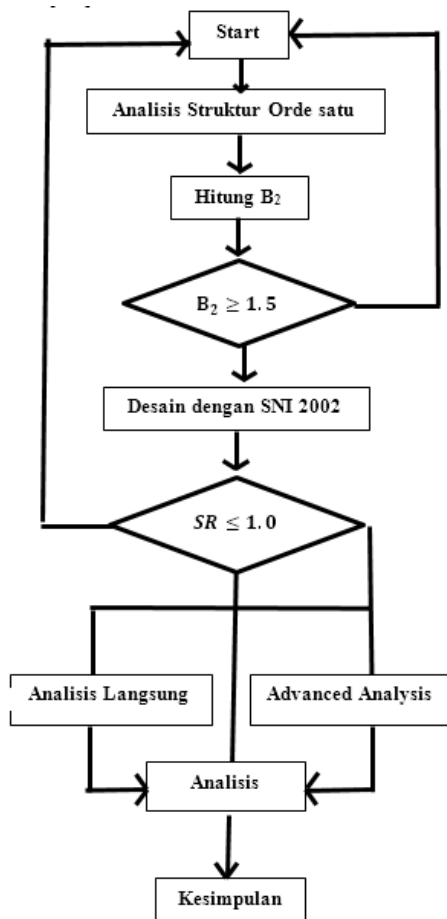 Start
Analisis Struktur Orde satu
Hitung B₂
B₂ ≥ 1.5
Desain dengan SNI 2002
SR ≤ 1.0
Analisis Langsung
Advanced Analysis
Analisis
Kesimpulan